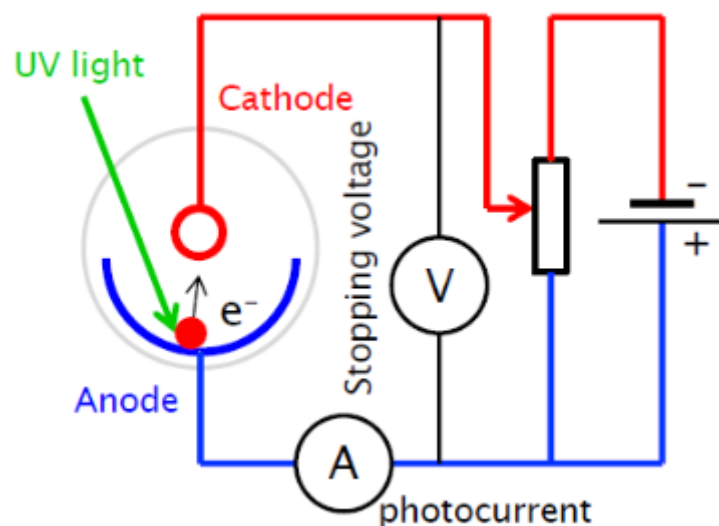 UV light
Cathode
Stopping voltage
V
–
+
e⁻
Anode
A
photocurrent